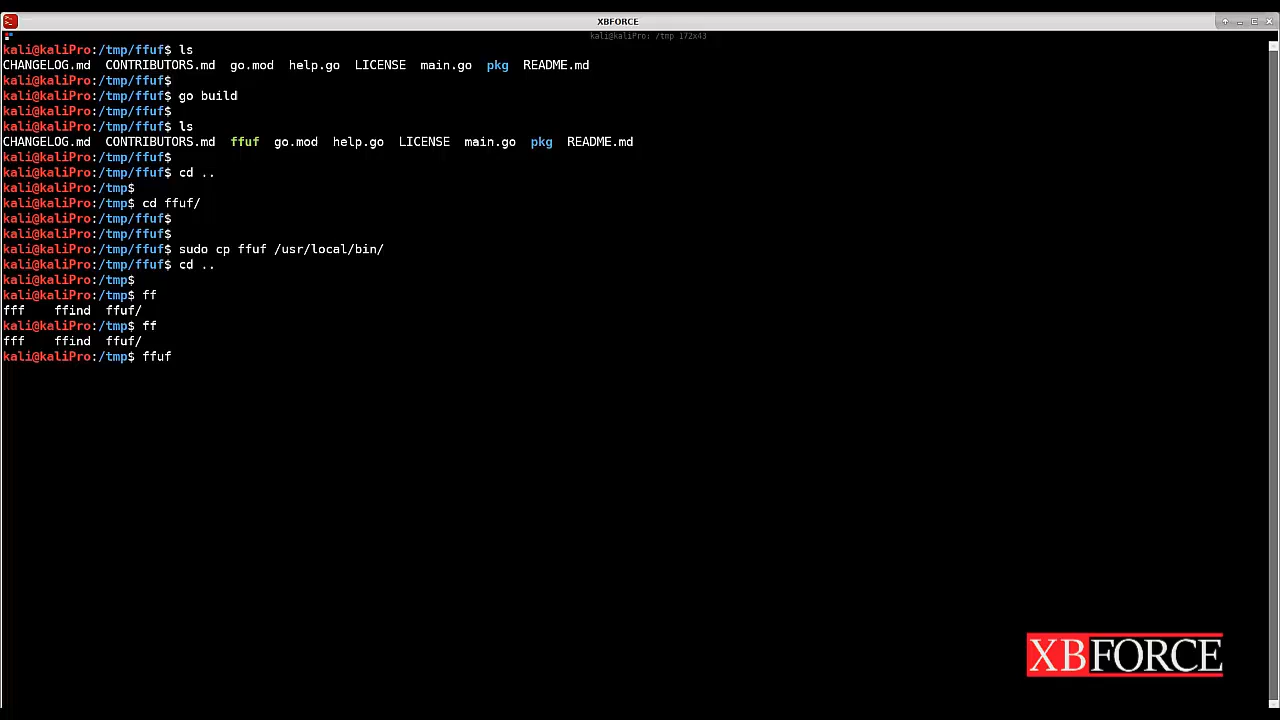 XBFORCE
kali@kaliPro: /tmp 172x43
kali@kaliPro:/tmp/ffuf$ ls
CHANGELOG.md  CONTRIBUTORS.md  go.mod  help.go  LICENSE  main.go  pkg  README.md
kali@kaliPro:/tmp/ffuf$
kali@kaliPro:/tmp/ffuf$ go build
kali@kaliPro:/tmp/ffuf$
kali@kaliPro:/tmp/ffuf$ ls
CHANGELOG.md  CONTRIBUTORS.md  ffuf  go.mod  help.go  LICENSE  main.go  pkg  README.md
kali@kaliPro:/tmp/ffuf$
kali@kaliPro:/tmp/ffuf$ cd ..
kali@kaliPro:/tmp$
kali@kaliPro:/tmp$ cd ffuf/
kali@kaliPro:/tmp/ffuf$
kali@kaliPro:/tmp/ffuf$
kali@kaliPro:/tmp/ffuf$ sudo cp ffuf /usr/local/bin/
kali@kaliPro:/tmp/ffuf$ cd ..
kali@kaliPro:/tmp$
kali@kaliPro:/tmp$ ff
fff    ffind  ffuf/
kali@kaliPro:/tmp$ ff
fff    ffind  ffuf/
kali@kaliPro:/tmp$ ffuf
XBFORCE